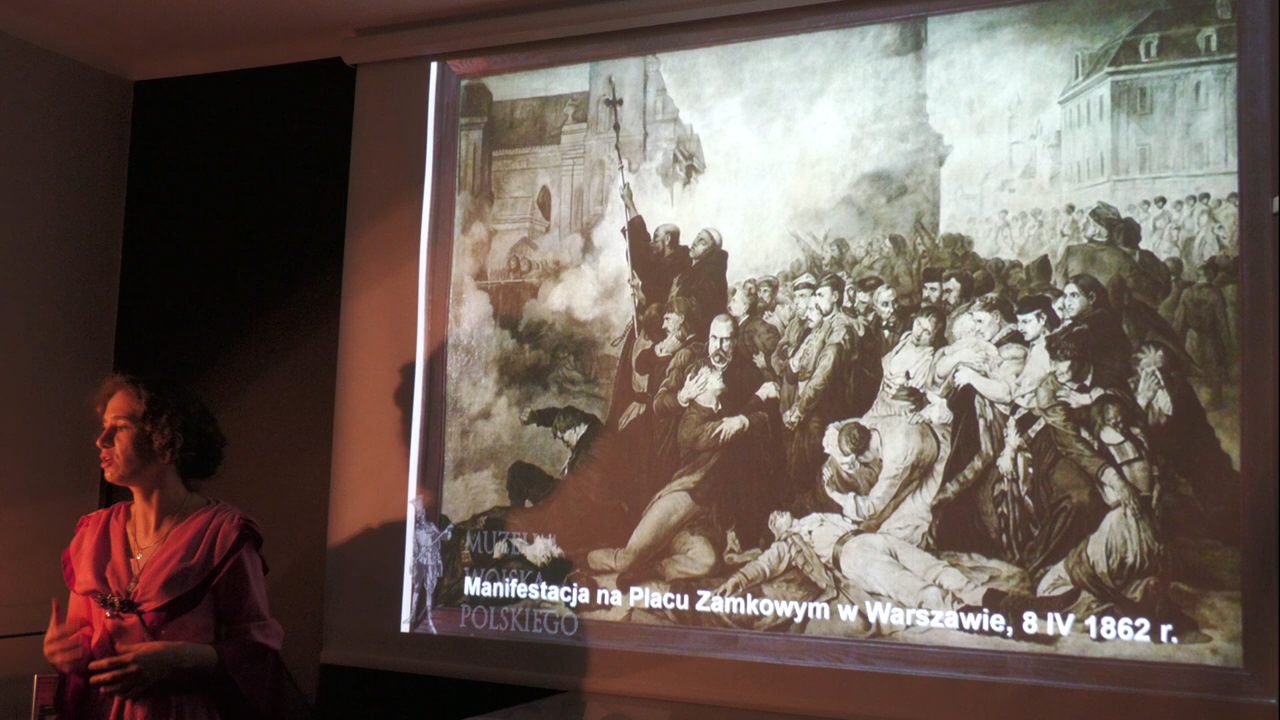 MUZEUM
WOJSKA
POLSKIEGO
Manifestacja na Placu Zamkowym w Warszawie, 8 IV 1862 r.